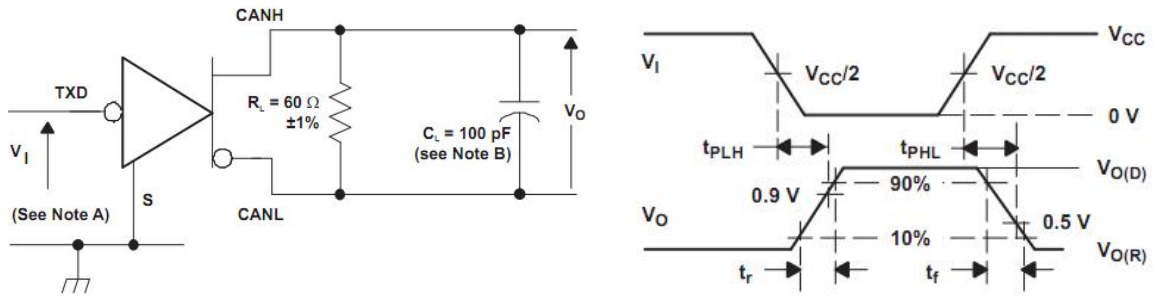 CANH
TXD
R_L = 60 Ω
±1%
C_L = 100 pF
(see Note B)
V_O
V_I
(See Note A)
S
CANL
V_I
V_CC
V_CC/2
V_CC/2
0 V
t_PLH
t_PHL
V_O(D)
90%
0.9 V
V_O
0.5 V
10%
V_O(R)
t_r
t_f